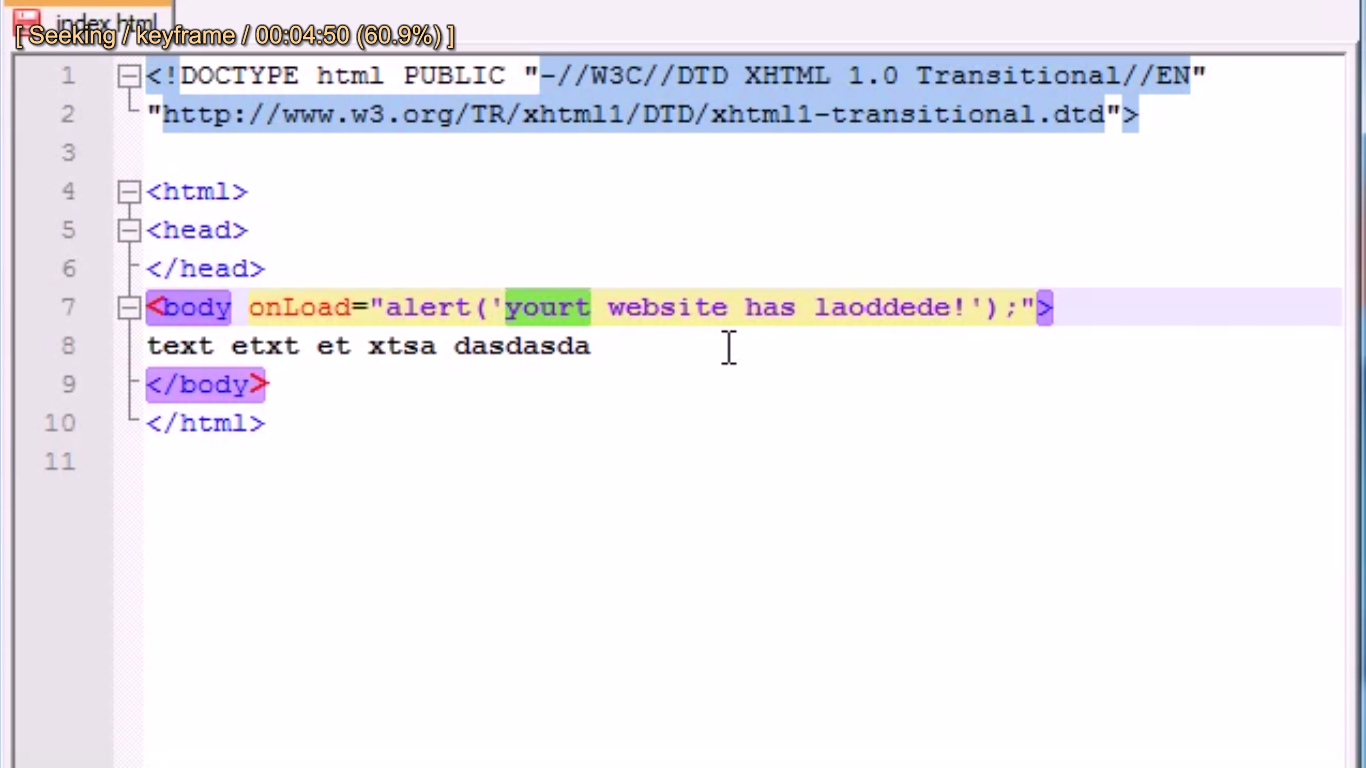 index.html
[ Seeking / keyframe / 00:04:50 (60.9%) ]
1 <!DOCTYPE html PUBLIC "-//W3C//DTD XHTML 1.0 Transitional//EN"
2 "http://www.w3.org/TR/xhtml1/DTD/xhtml1-transitional.dtd">
3
4 <html>
5 <head>
6 </head>
7 <body onLoad="alert('yourt website has laoddede!');">
8 text etxt et xtsa dasdasda
9 </body>
10 </html>
11